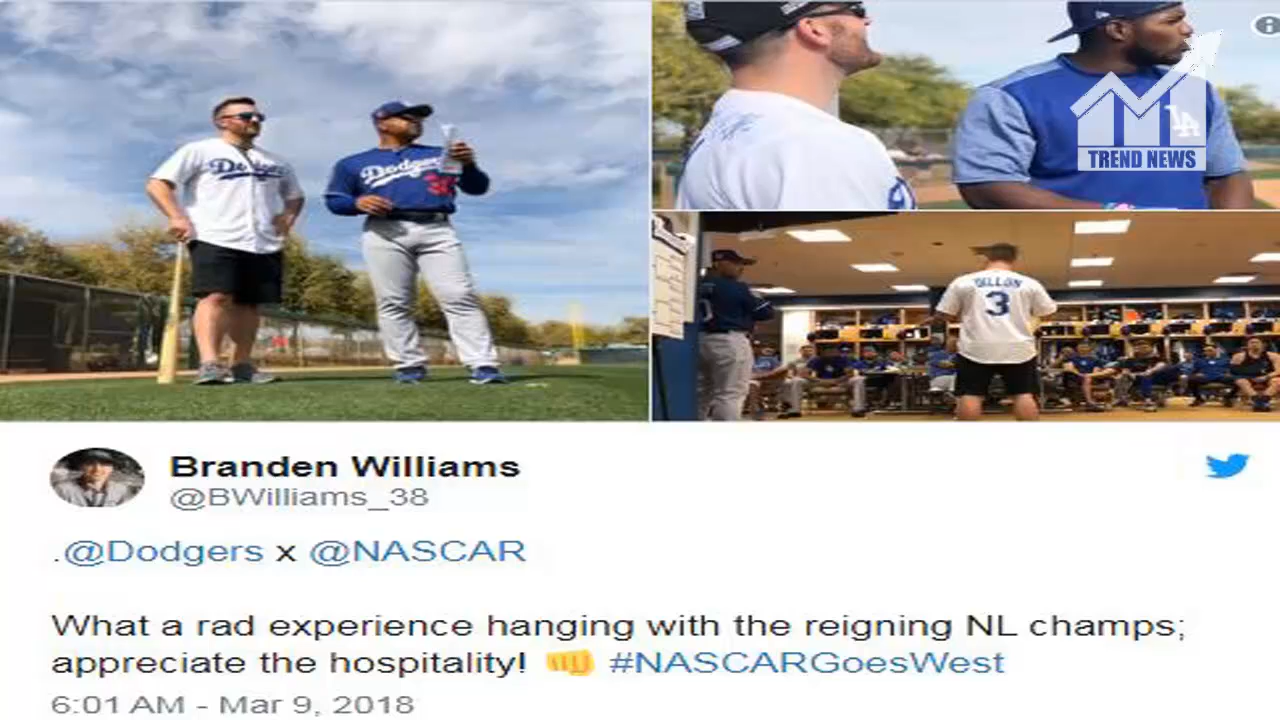 Dodgers
Dodgers
30
LA
TREND NEWS
DILLON
3
Branden Williams
@BWilliams_38
.@Dodgers x @NASCAR
What a rad experience hanging with the reigning NL champs;
appreciate the hospitality! 👊 #NASCARGoesWest
6:01 AM - Mar 9, 2018